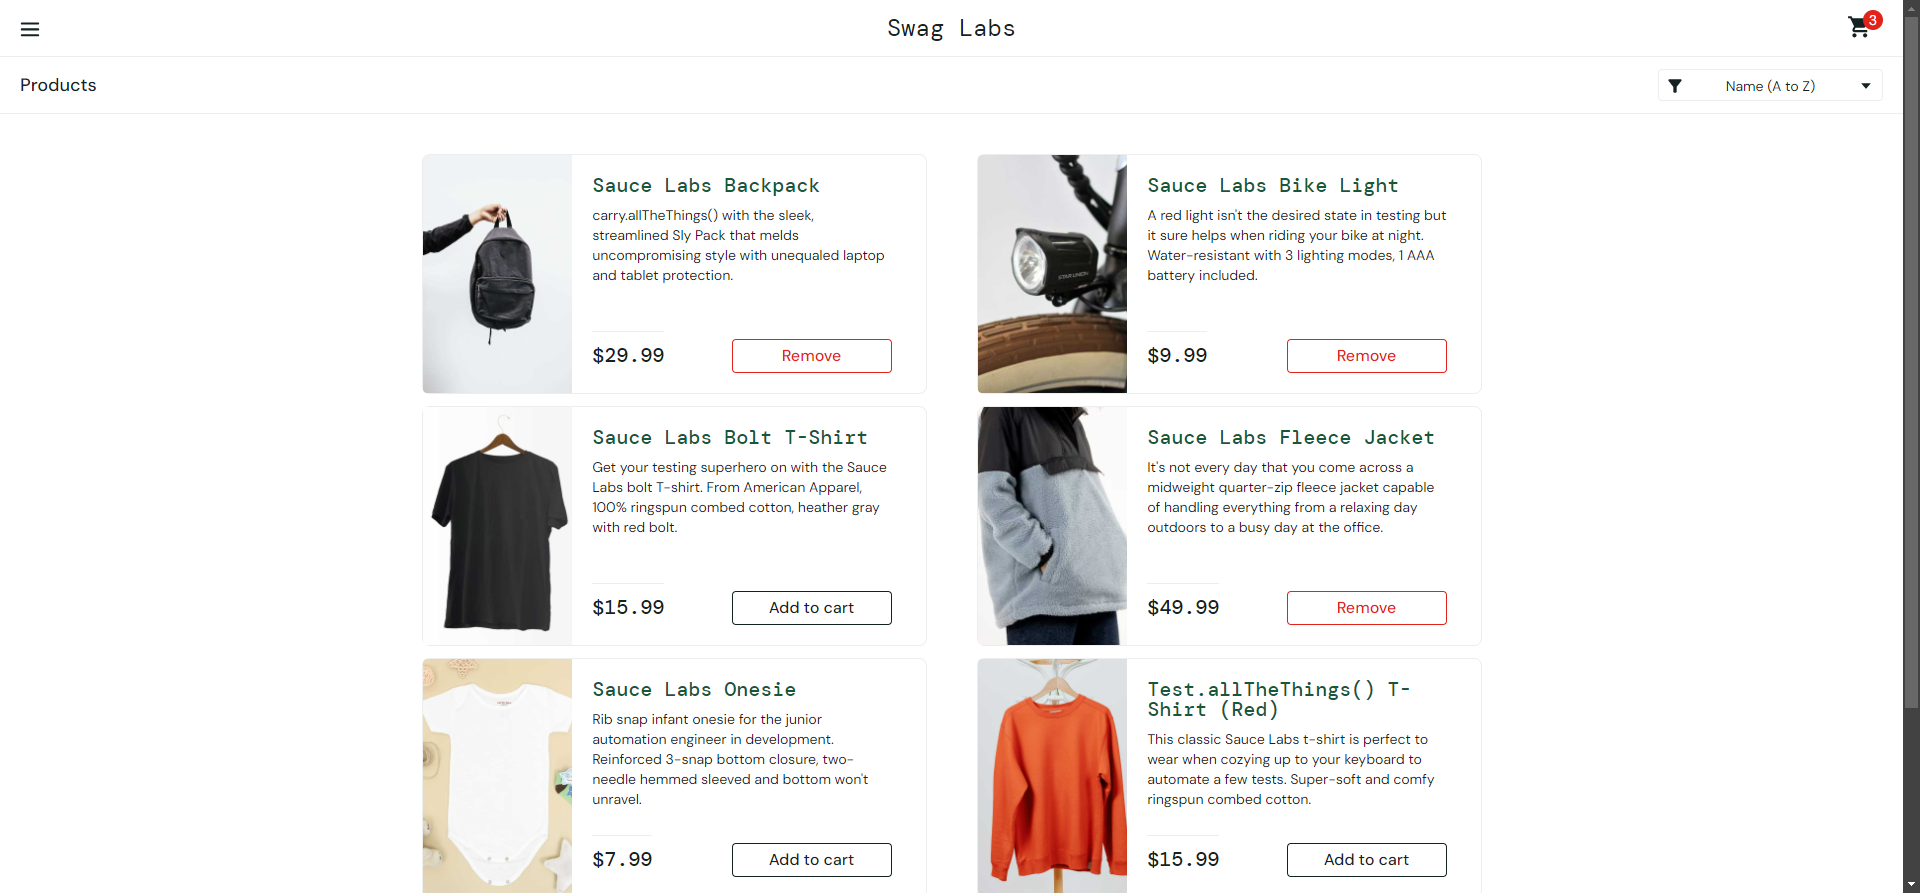 Swag Labs
3
Products
Name (A to Z)
Sauce Labs Backpack
carry.allTheThings() with the sleek,
streamlined Sly Pack that melds
uncompromising style with unequaled laptop
and tablet protection.
$29.99
Remove
Sauce Labs Bike Light
A red light isn't the desired state in testing but
it sure helps when riding your bike at night.
Water-resistant with 3 lighting modes, 1 AAA
battery included.
STAR UNION
$9.99
Remove
Sauce Labs Bolt T-Shirt
Get your testing superhero on with the Sauce
Labs bolt T-shirt. From American Apparel,
100% ringspun combed cotton, heather gray
with red bolt.
$15.99
Add to cart
Sauce Labs Fleece Jacket
It's not every day that you come across a
midweight quarter-zip fleece jacket capable
of handling everything from a relaxing day
outdoors to a busy day at the office.
$49.99
Remove
Sauce Labs Onesie
Rib snap infant onesie for the junior
automation engineer in development.
Reinforced 3-snap bottom closure, two-
needle hemmed sleeved and bottom won't
unravel.
$7.99
Add to cart
Test.allTheThings() T-
Shirt (Red)
This classic Sauce Labs t-shirt is perfect to
wear when cozying up to your keyboard to
automate a few tests. Super-soft and comfy
ringspun combed cotton.
$15.99
Add to cart